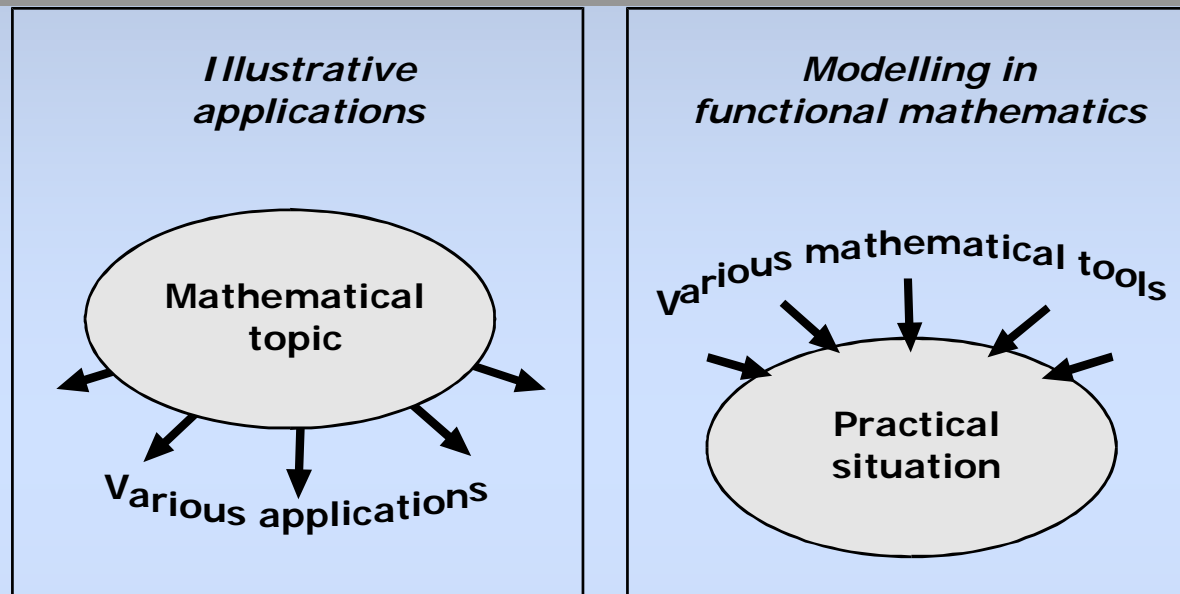 Illustrative
applications
Mathematical
topic
Various applications
Modelling in
functional mathematics
Various mathematical tools
Practical
situation